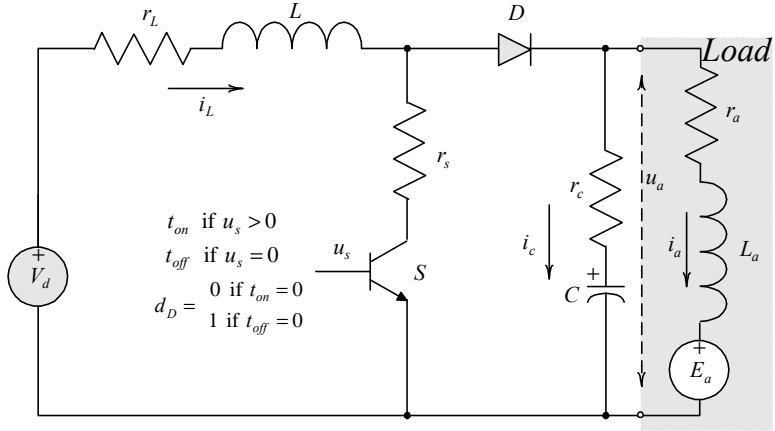 r_L
L
D
Load
i_L
r_s
r_c
u_a
r_a
i_c
i_a
L_a
t_on if u_s > 0
t_off if u_s = 0
d_D = 0 if t_on = 0
1 if t_off = 0
u_s
S
+
V_d
+
C
+
E_a